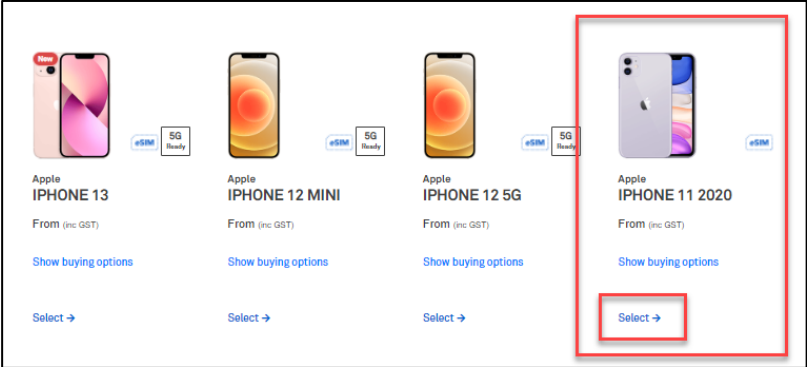 New
eSIM
5G
Ready
Apple
IPHONE 13
From (inc GST)
Show buying options
Select →
eSIM
5G
Ready
Apple
IPHONE 12 MINI
From (inc GST)
Show buying options
Select →
eSIM
5G
Ready
Apple
IPHONE 12 5G
From (inc GST)
Show buying options
Select →
eSIM
Apple
IPHONE 11 2020
From (inc GST)
Show buying options
Select →